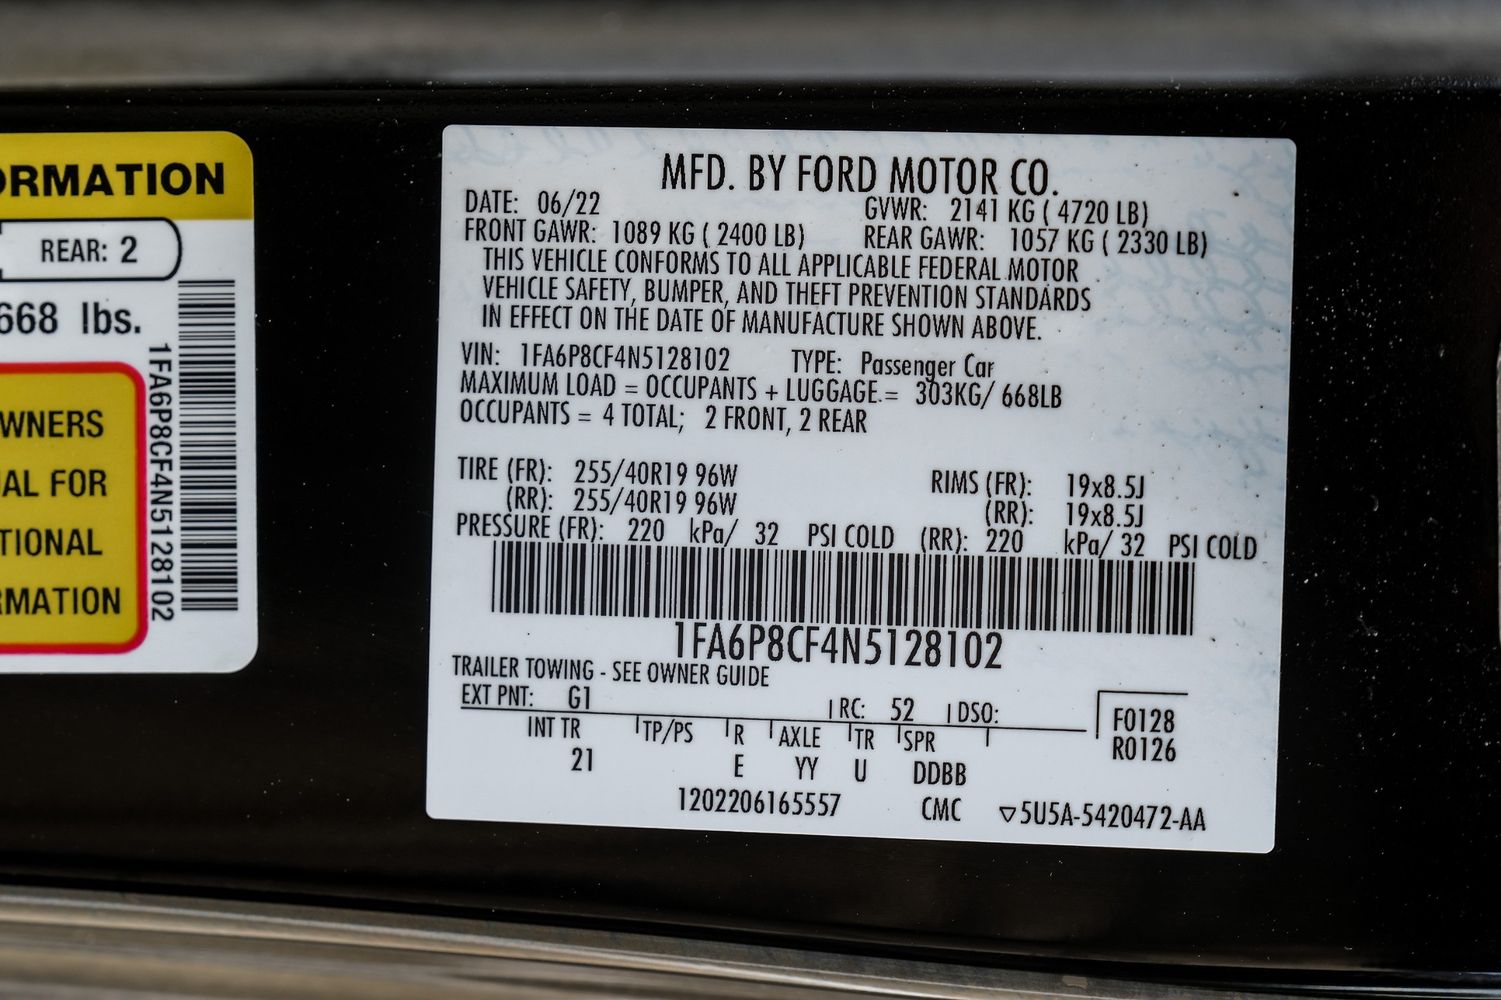 ORMATION
REAR: 2
668 lbs.
WNERS
AL FOR
TIONAL
RMATION
1FA6P8CF4N5128102
MFD. BY FORD MOTOR CO.
DATE: 06/22 GVWR: 2141 KG ( 4720 LB)
FRONT GAWR: 1089 KG ( 2400 LB) REAR GAWR: 1057 KG ( 2330 LB)
THIS VEHICLE CONFORMS TO ALL APPLICABLE FEDERAL MOTOR
VEHICLE SAFETY, BUMPER, AND THEFT PREVENTION STANDARDS
IN EFFECT ON THE DATE OF MANUFACTURE SHOWN ABOVE.
VIN: 1FA6P8CF4N5128102 TYPE: Passenger Car
MAXIMUM LOAD = OCCUPANTS + LUGGAGE = 303KG/ 668LB
OCCUPANTS = 4 TOTAL; 2 FRONT, 2 REAR
TIRE (FR): 255/40R19 96W RIMS (FR): 19x8.5J
(RR): 255/40R19 96W (RR): 19x8.5J
PRESSURE (FR): 220 kPa/ 32 PSI COLD (RR): 220 kPa/ 32 PSI COLD
1FA6P8CF4N5128102
TRAILER TOWING - SEE OWNER GUIDE
EXT PNT: G1 RC: 52 DSO: F0128
INT TR TP/PS R AXLE TR SPR R0126
21 E YY U DDBB
1202206165557 CMC ▽5U5A-5420472-AA